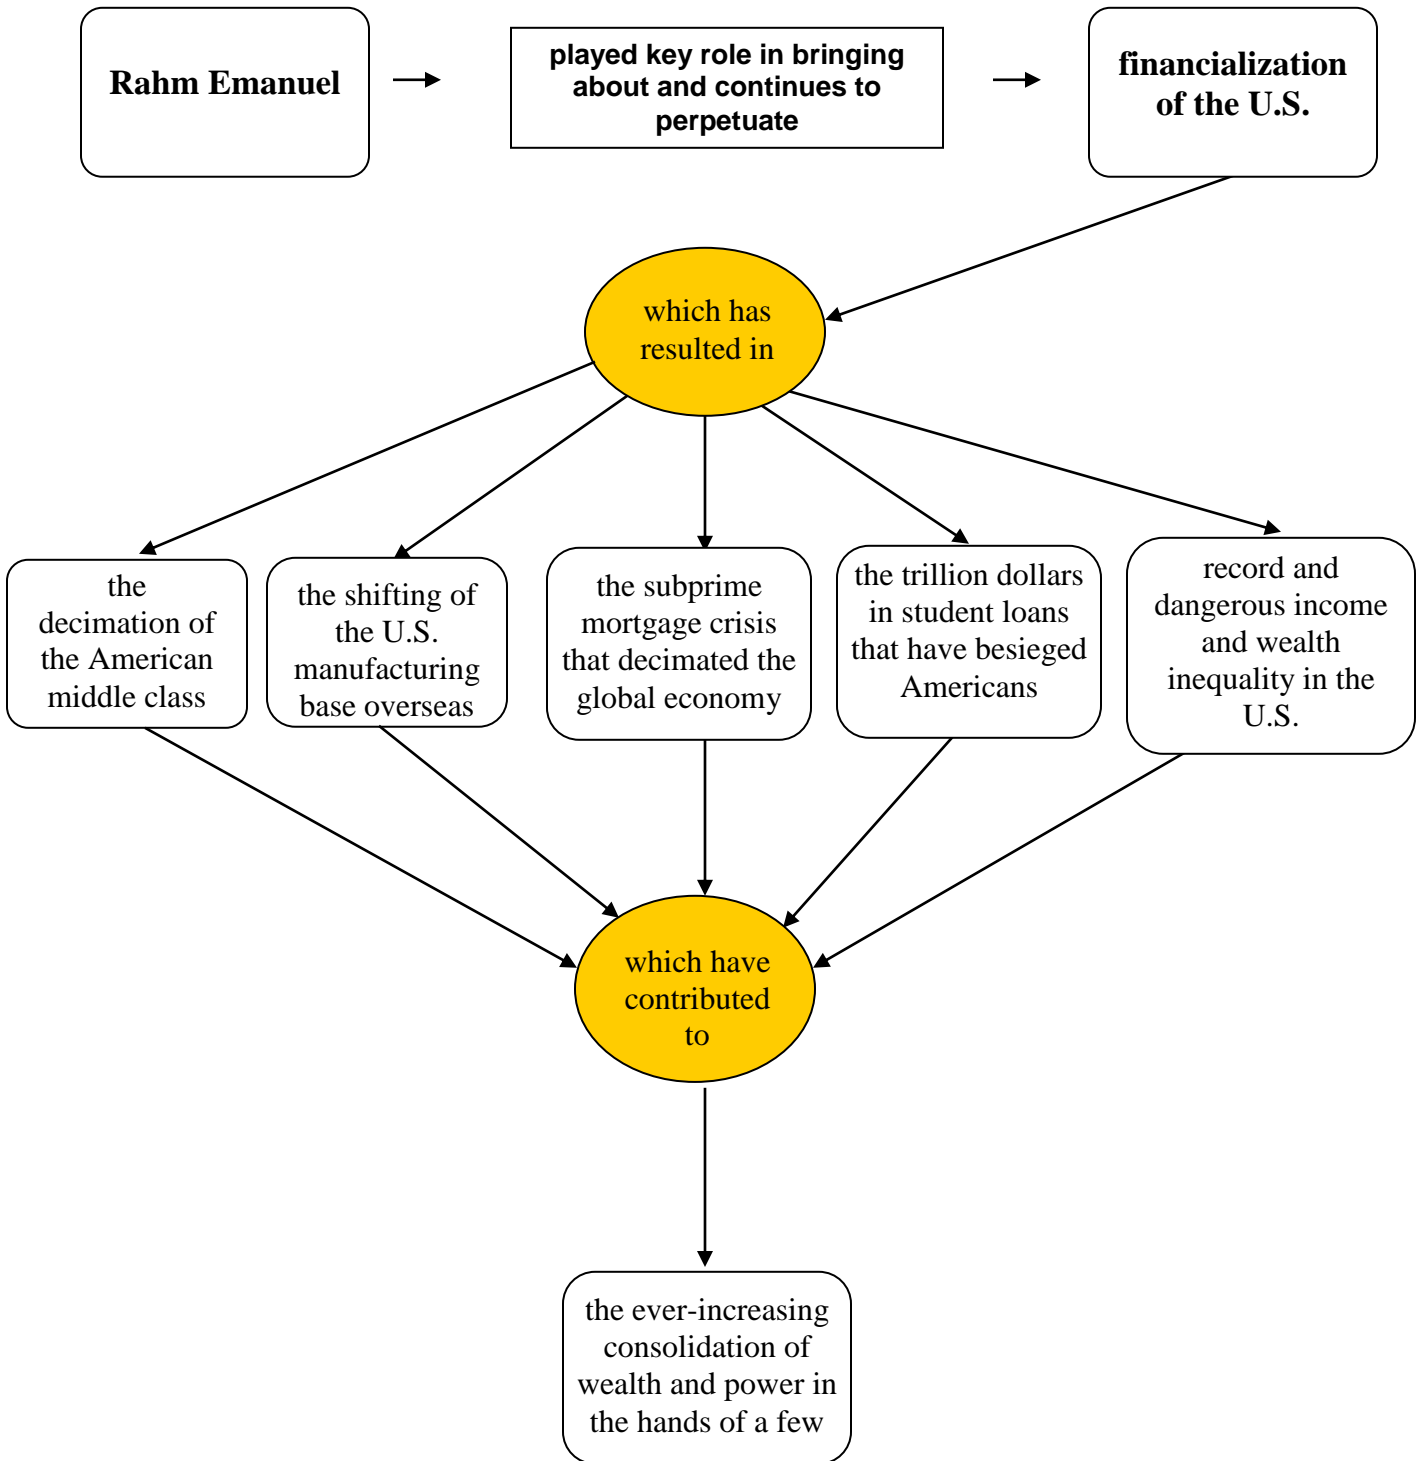 Rahm Emanuel
played key role in bringing
about and continues to
perpetuate
financialization
of the U.S.
which has
resulted in
the
decimation of
the American
middle class
the shifting of
the U.S.
manufacturing
base overseas
the subprime
mortgage crisis
that decimated the
global economy
the trillion dollars
in student loans
that have besieged
Americans
record and
dangerous income
and wealth
inequality in the
U.S.
which have
contributed
to
the ever-increasing
consolidation of
wealth and power in
the hands of a few